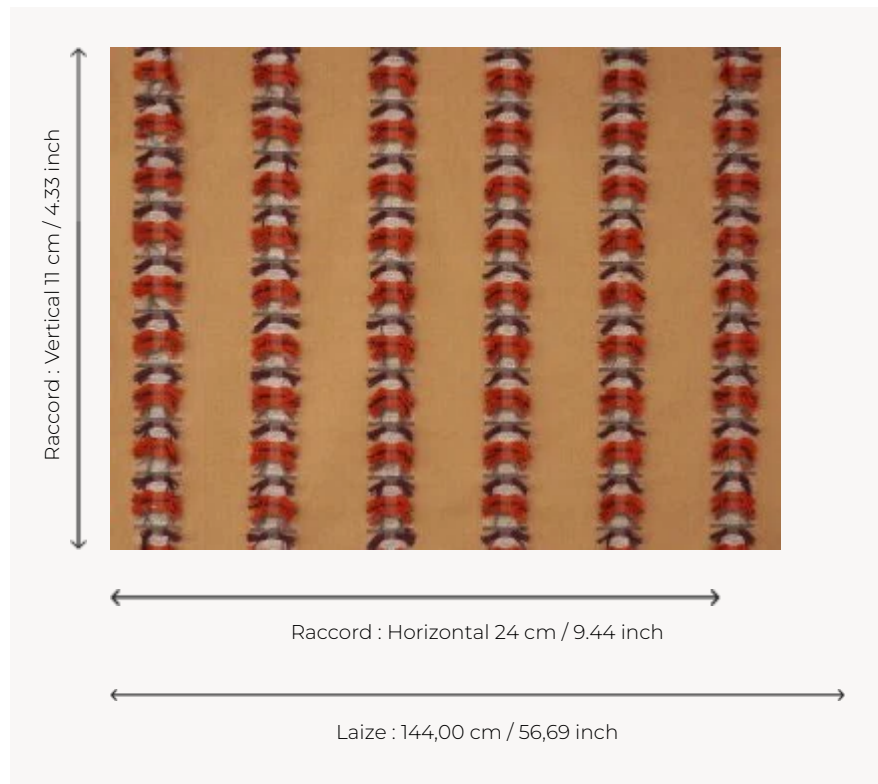 Raccord : Vertical 11 cm / 4.33 inch
Raccord : Horizontal 24 cm / 9.44 inch
Laize : 144,00 cm / 56,69 inch